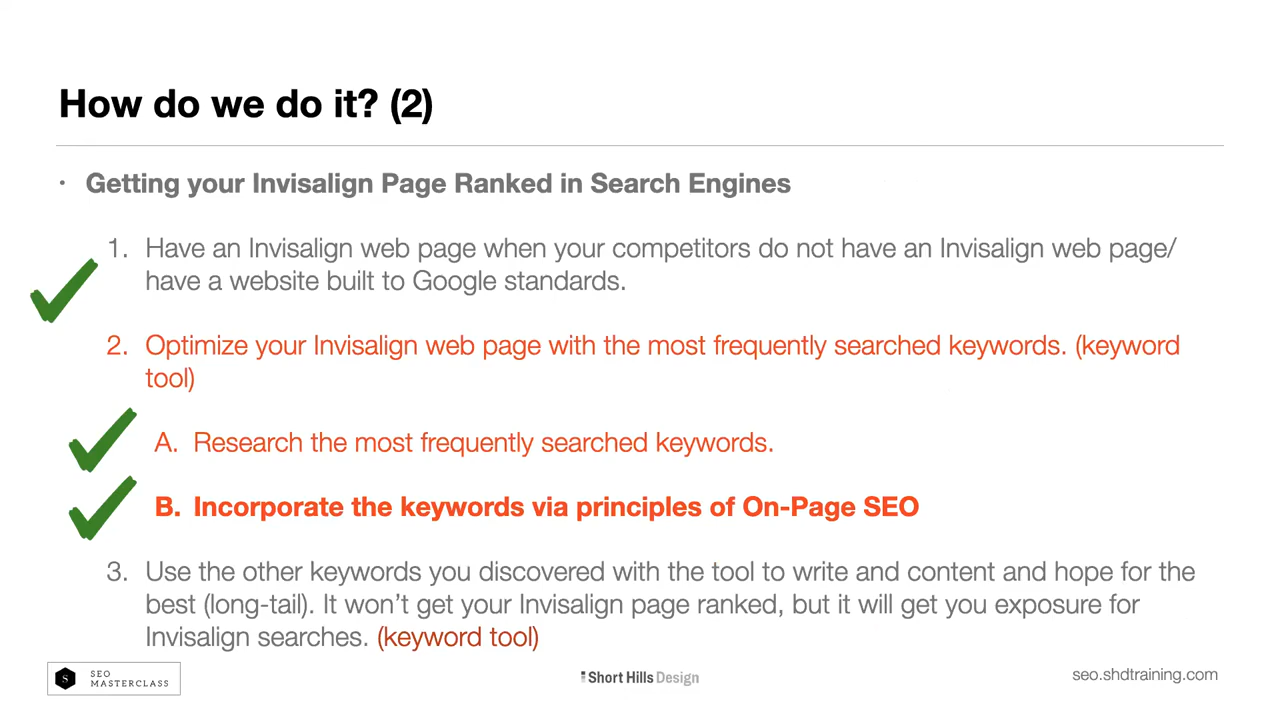 How do we do it? (2)
• Getting your Invisalign Page Ranked in Search Engines
1. Have an Invisalign web page when your competitors do not have an Invisalign web page/
have a website built to Google standards.
2. Optimize your Invisalign web page with the most frequently searched keywords. (keyword
tool)
A. Research the most frequently searched keywords.
B. Incorporate the keywords via principles of On-Page SEO
3. Use the other keywords you discovered with the tool to write and content and hope for the
best (long-tail). It won’t get your Invisalign page ranked, but it will get you exposure for
Invisalign searches. (keyword tool)
S SEO
MASTERCLASS
Short Hills Design
seo.shdtraining.com